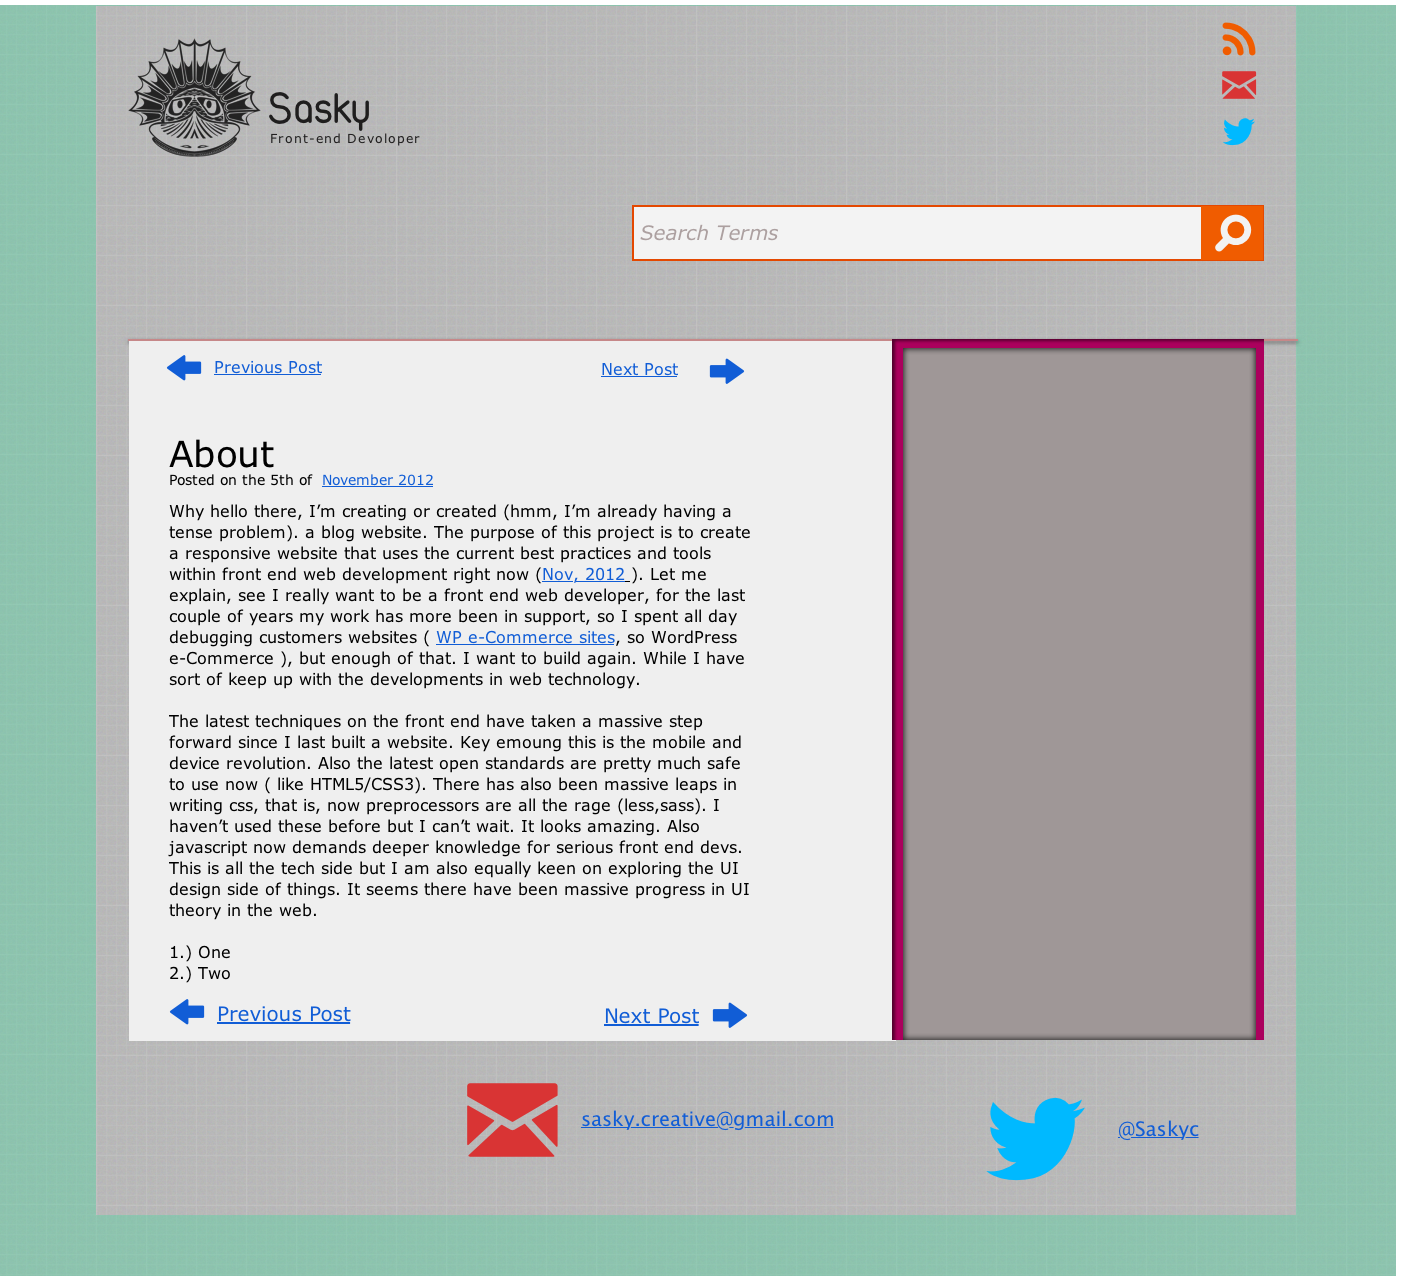 Sasky
Front-end Devoloper
Search Terms
Previous Post
Next Post
About
Posted on the 5th of November 2012
Why hello there, I’m creating or created (hmm, I’m already having a
tense problem). a blog website. The purpose of this project is to create
a responsive website that uses the current best practices and tools
within front end web development right now (Nov, 2012 ). Let me
explain, see I really want to be a front end web developer, for the last
couple of years my work has more been in support, so I spent all day
debugging customers websites ( WP e-Commerce sites, so WordPress
e-Commerce ), but enough of that. I want to build again. While I have
sort of keep up with the developments in web technology.
The latest techniques on the front end have taken a massive step
forward since I last built a website. Key emoung this is the mobile and
device revolution. Also the latest open standards are pretty much safe
to use now ( like HTML5/CSS3). There has also been massive leaps in
writing css, that is, now preprocessors are all the rage (less,sass). I
haven’t used these before but I can’t wait. It looks amazing. Also
javascript now demands deeper knowledge for serious front end devs.
This is all the tech side but I am also equally keen on exploring the UI
design side of things. It seems there have been massive progress in UI
theory in the web.
1.) One
2.) Two
Previous Post
Next Post
sasky.creative@gmail.com
@Saskyc